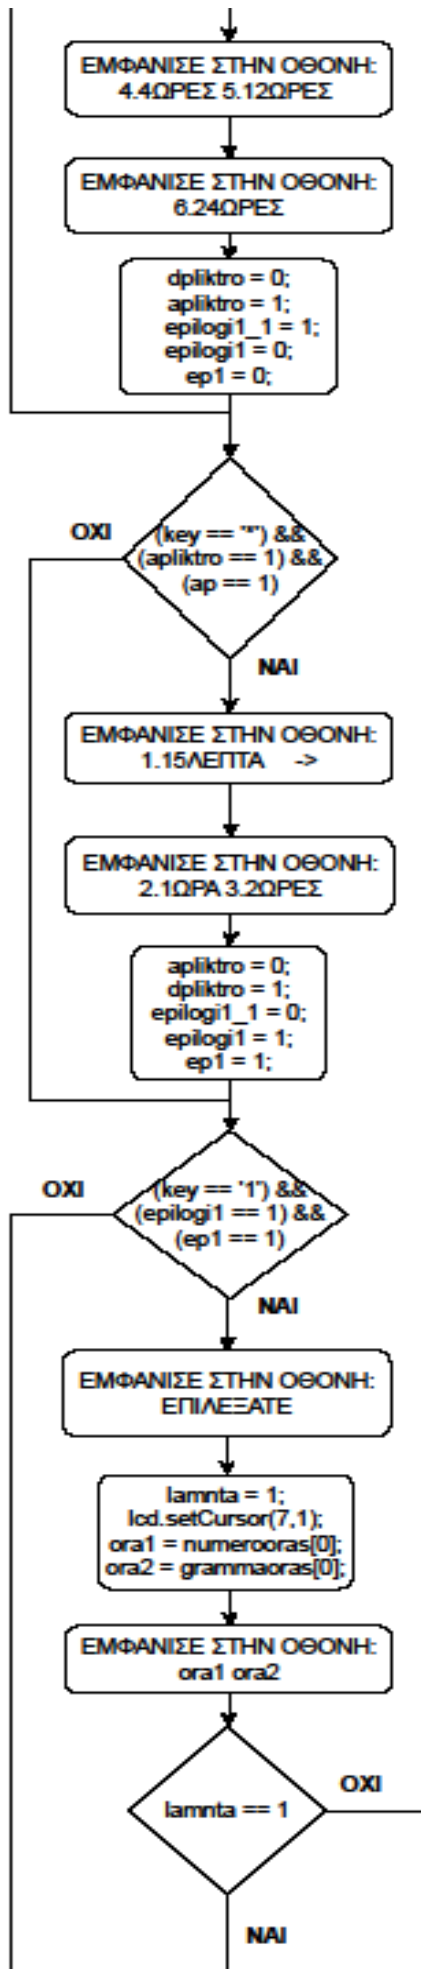 ΕΜΦΑΝΙΣΕ ΣΤΗΝ ΟΘΟΝΗ:
4.4ΩΡΕΣ 5.12ΩΡΕΣ
ΕΜΦΑΝΙΣΕ ΣΤΗΝ ΟΘΟΝΗ:
6.24ΩΡΕΣ
dpliktro = 0;
apliktro = 1;
epilogi1_1 = 1;
epilogi1 = 0;
ep1 = 0;
ΟΧΙ
(key == '*') &&
(apliktro == 1) &&
(ap == 1)
ΝΑΙ
ΕΜΦΑΝΙΣΕ ΣΤΗΝ ΟΘΟΝΗ:
1.15ΛΕΠΤΑ ->
ΕΜΦΑΝΙΣΕ ΣΤΗΝ ΟΘΟΝΗ:
2.1ΩΡΑ 3.2ΩΡΕΣ
apliktro = 0;
dpliktro = 1;
epilogi1_1 = 0;
epilogi1 = 1;
ep1 = 1;
ΟΧΙ
(key == '1') &&
(epilogi1 == 1) &&
(ep1 == 1)
ΝΑΙ
ΕΜΦΑΝΙΣΕ ΣΤΗΝ ΟΘΟΝΗ:
ΕΠΙΛΕΞΑΤΕ
lamnta = 1;
lcd.setCursor(7,1);
ora1 = numerooras[0];
ora2 = grammaoras[0];
ΕΜΦΑΝΙΣΕ ΣΤΗΝ ΟΘΟΝΗ:
ora1 ora2
ΟΧΙ
lamnta == 1
ΝΑΙ